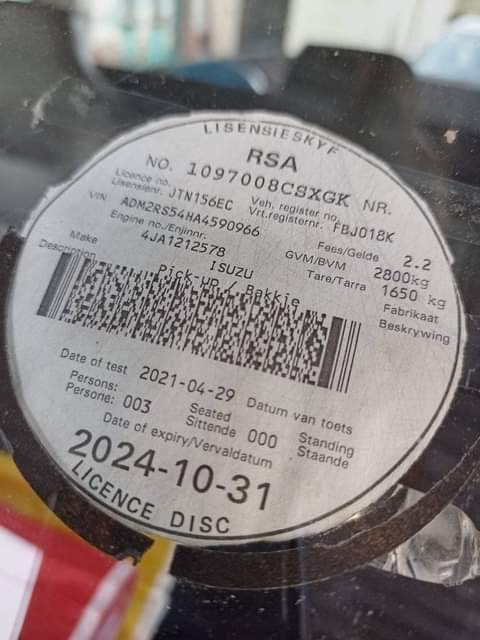 LISENSIESKYF
RSA
NO. 1097008CSXGK NR.
Licence no. Veh. register no.
Lisensienr. JTN156EC Vrt.registernr. FBJ018K
VIN ADM2RS54HA4590966 Fees/Gelde 2.2
Engine no./Enjinnr. GVM/BVM 2800kg
4JA1212578 Tare/Tarra 1650 kg
Make ISUZU Fabrikaat
Description Pick-up / Bakkie Beskrywing
Date of test 2021-04-29 Datum van toets
Persons: Seated Standing
Persone: 003 Sittende 000 Staande
Date of expiry/Vervaldatum
2024-10-31
LICENCE DISC